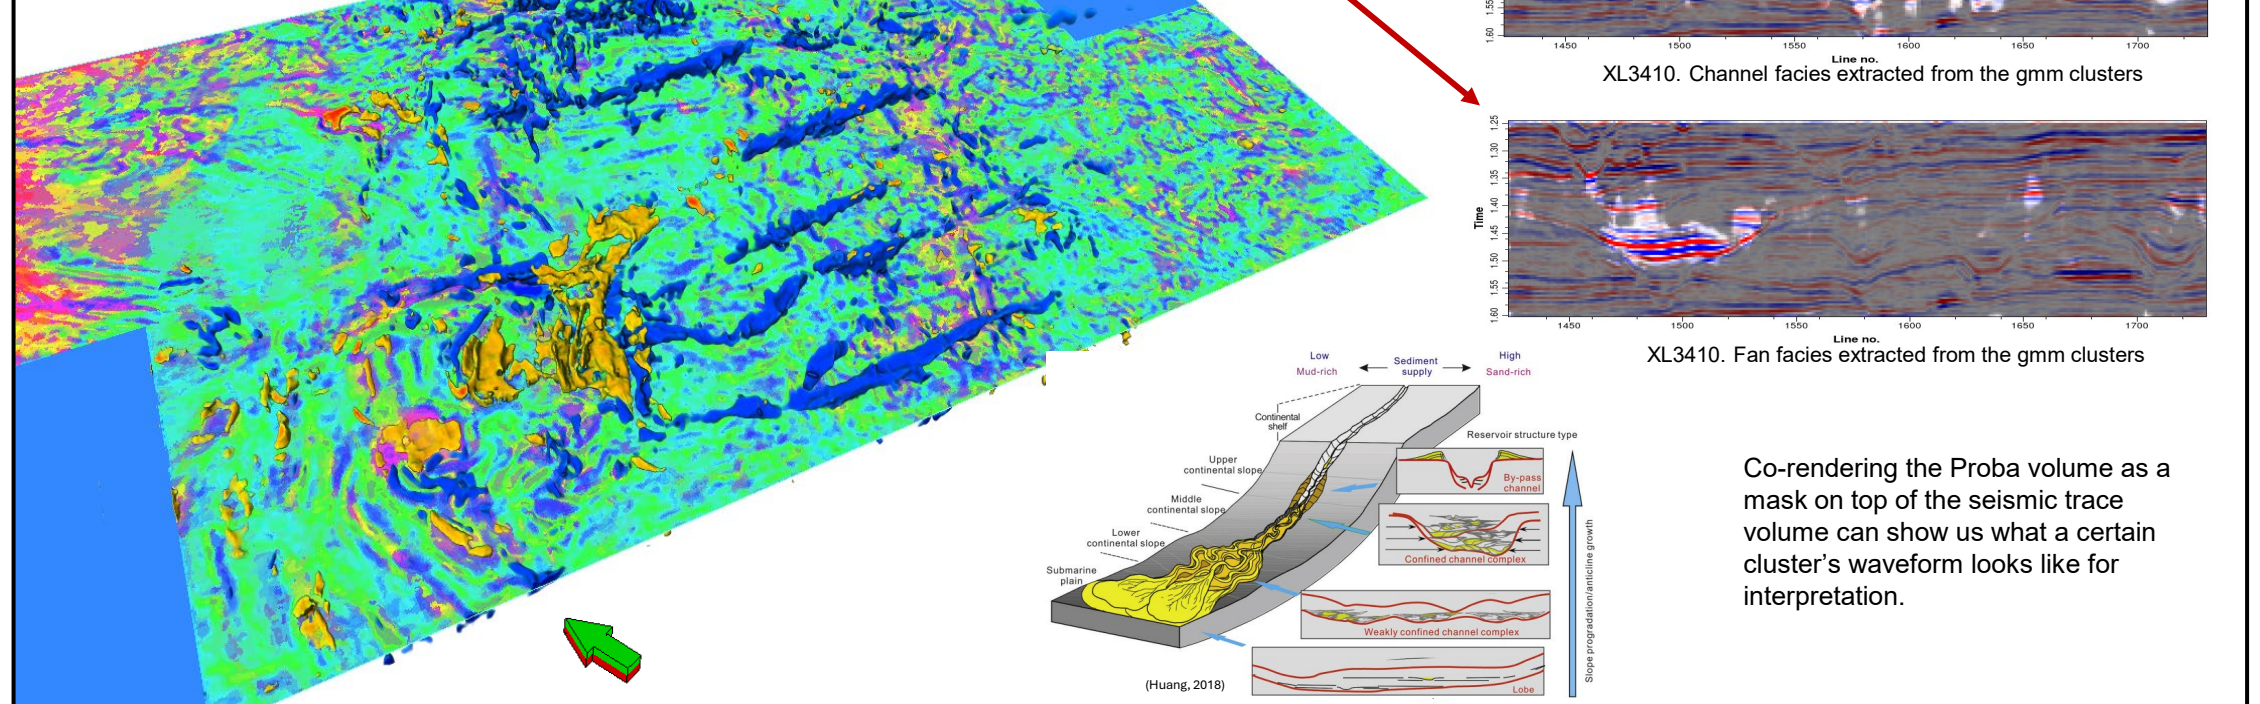 1.55
1.60
1450 1500 1550 1600 1650 1700
Line no.
XL3410. Channel facies extracted from the gmm clusters
1.25
1.30
1.35
1.40
1.45
1.50
1.55
1.60
Time
1450 1500 1550 1600 1650 1700
Line no.
XL3410. Fan facies extracted from the gmm clusters
Low
Mud-rich
Sediment
supply
High
Sand-rich
Continental
shelf
Upper
continental slope
Middle
continental slope
Lower
continental slope
Submarine
plain
Reservoir structure type
By-pass
channel
Confined channel complex
Weakly confined channel complex
Lobe
Slope progradation/anticline growth
(Huang, 2018)
Co-rendering the Proba volume as a
mask on top of the seismic trace
volume can show us what a certain
cluster’s waveform looks like for
interpretation.